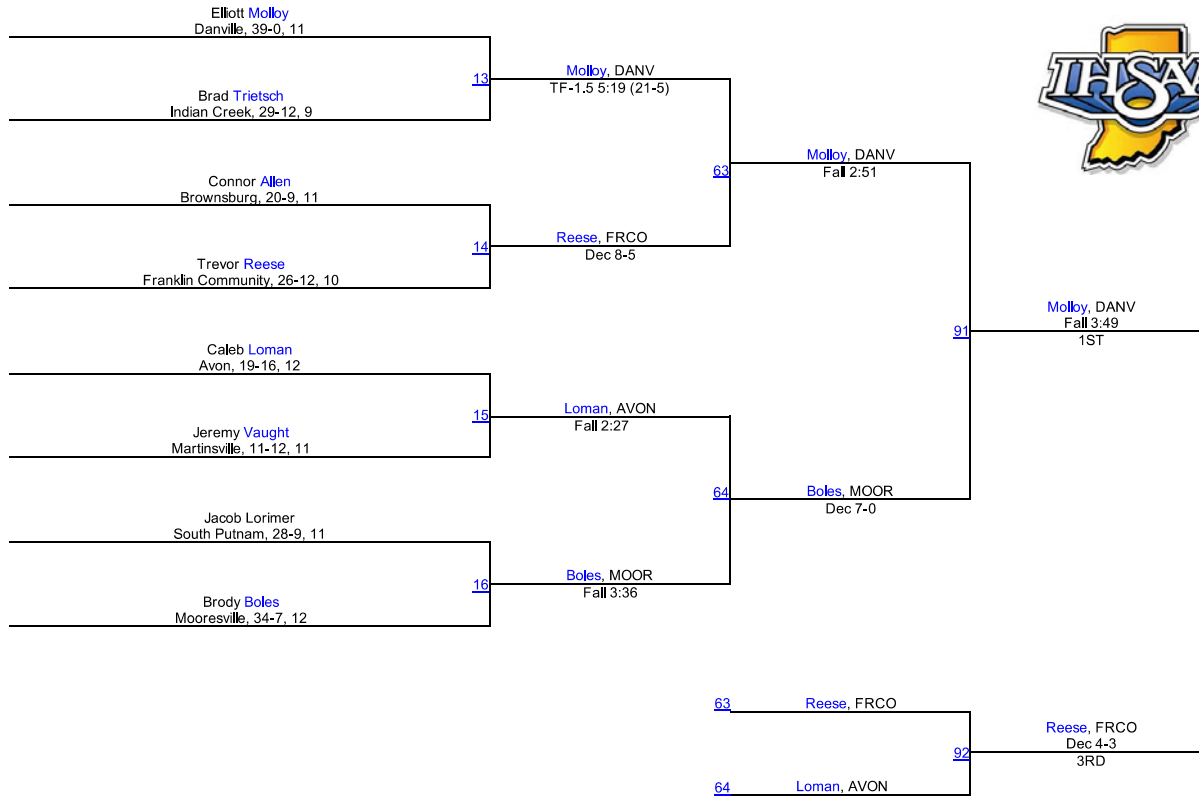 Elliott Molloy
Danville, 39-0, 11
13
Molloy, DANV
TF-1.5 5:19 (21-5)
Brad Trietsch
Indian Creek, 29-12, 9
63
Molloy, DANV
Fall 2:51
Connor Allen
Brownsburg, 20-9, 11
14
Reese, FRCO
Dec 8-5
Trevor Reese
Franklin Community, 26-12, 10
91
Molloy, DANV
Fall 3:49
1ST
Caleb Loman
Avon, 19-16, 12
15
Loman, AVON
Fall 2:27
Jeremy Vaught
Martinsville, 11-12, 11
64
Boles, MOOR
Dec 7-0
Jacob Lorimer
South Putnam, 28-9, 11
16
Boles, MOOR
Fall 3:36
Brody Boles
Mooresville, 34-7, 12
63
Reese, FRCO
92
Reese, FRCO
Dec 4-3
3RD
64
Loman, AVON
IHSAA